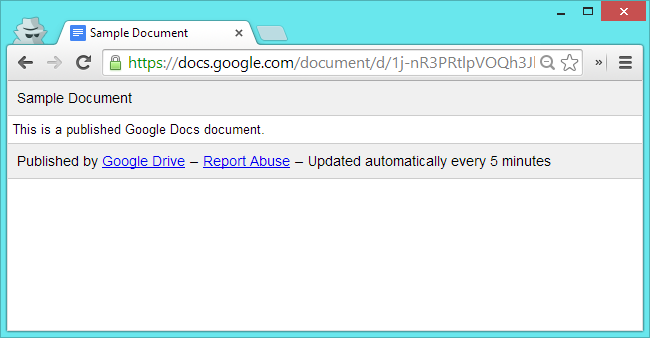 Sample Document
https://docs.google.com/document/d/1j-nR3PRtlpVOQh3Jl
Sample Document
This is a published Google Docs document.
Published by Google Drive – Report Abuse – Updated automatically every 5 minutes